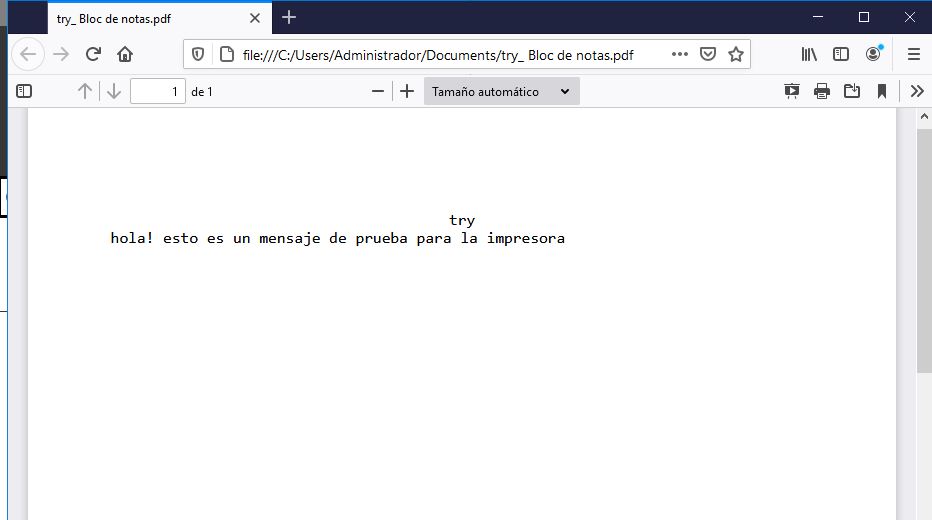 try_ Bloc de notas.pdf
file:///C:/Users/Administrador/Documents/try_ Bloc de notas.pdf
1 de 1
Tamaño automático
try
hola! esto es un mensaje de prueba para la impresora